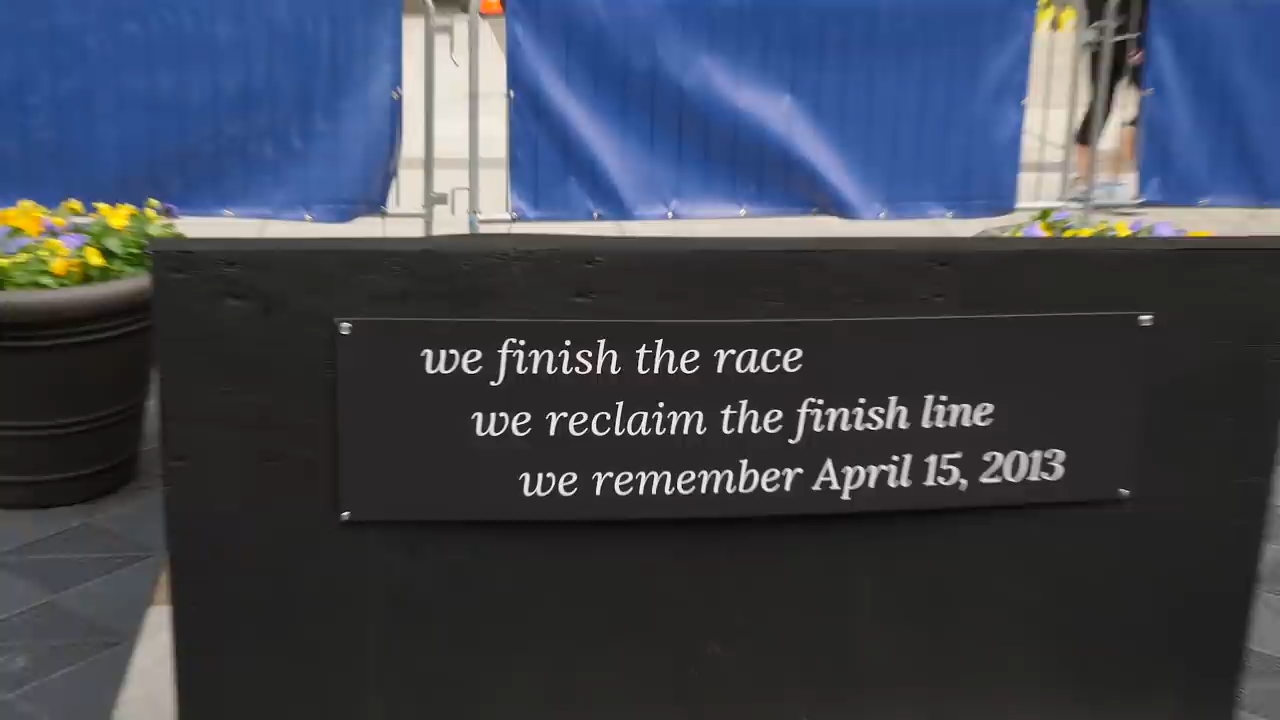 we finish the race
we reclaim the finish line
we remember April 15, 2013